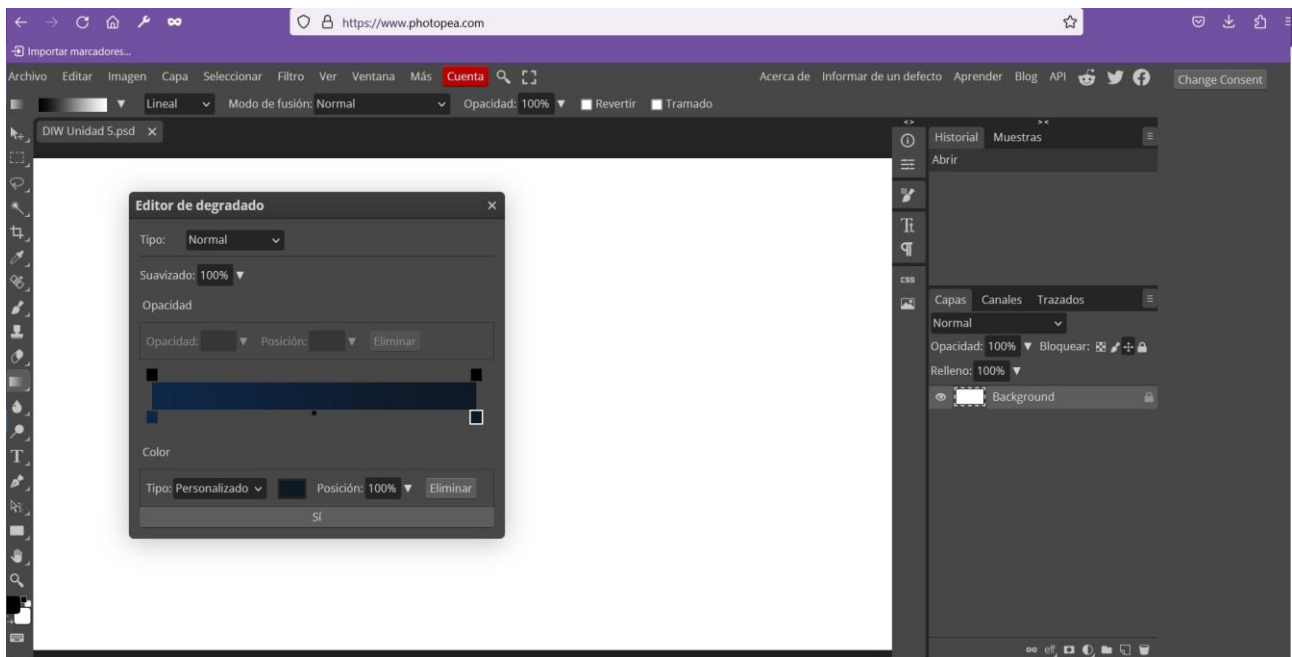 https://www.photopea.com
Importar marcadores...
Archivo Editar Imagen Capa Seleccionar Filtro Ver Ventana Más Cuenta Acerca de Informar de un defecto Aprender Blog API Change Consent
Lineal Modo de fusión: Normal Opacidad: 100% Revertir Tramado
DIW Unidad 5.psd
Historial Muestras
Abrir
Editor de degradado
Tipo: Normal
Suavizado: 100%
Opacidad
Opacidad: Posición: Eliminar
Color
Tipo: Personalizado Posición: 100% Eliminar
Sí
CSS
Capas Canales Trazados
Normal
Opacidad: 100% Bloquear:
Relleno: 100%
Background
eff